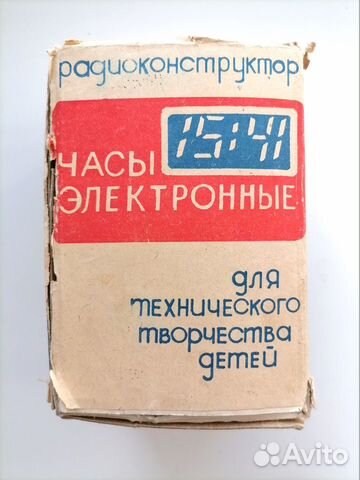 радиоконструктор
15:41
ЧАСЫ
ЭЛЕКТРОННЫЕ
для
технического
творчества
детей
Avito